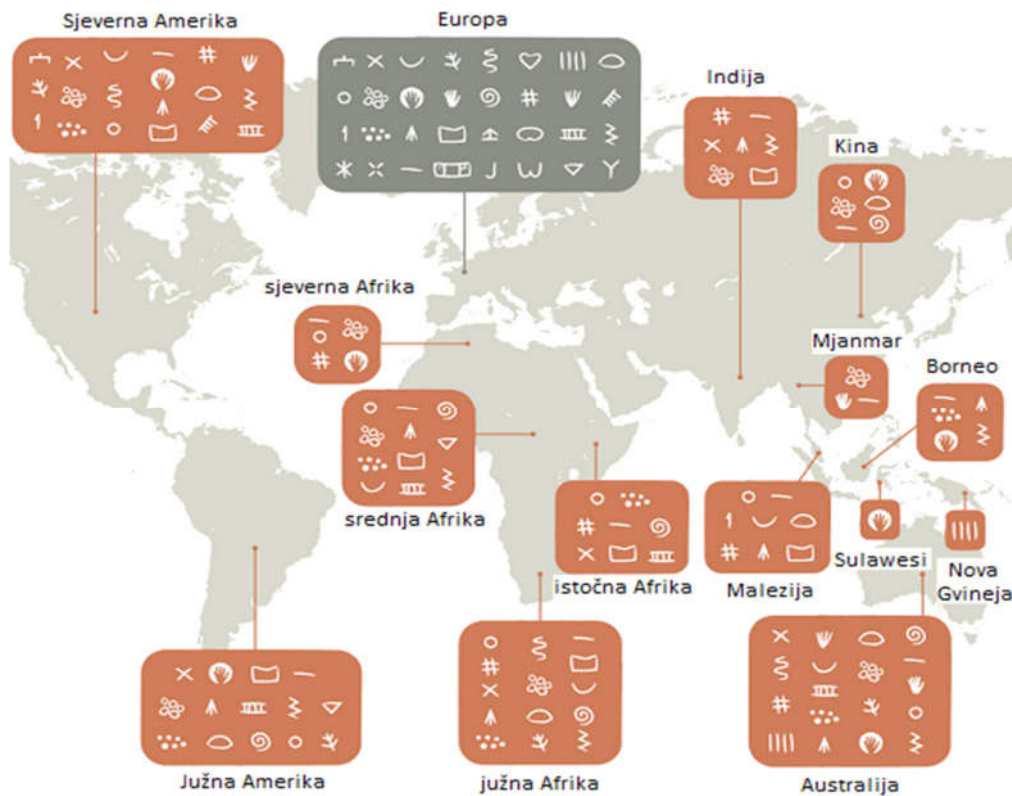 Sjeverna Amerika
Europa
Indija
Kina
sjeverna Afrika
Mjanmar
Borneo
srednja Afrika
istočna Afrika
Malezija
Sulawesi
Nova
Gvineja
Južna Amerika
južna Afrika
Australija